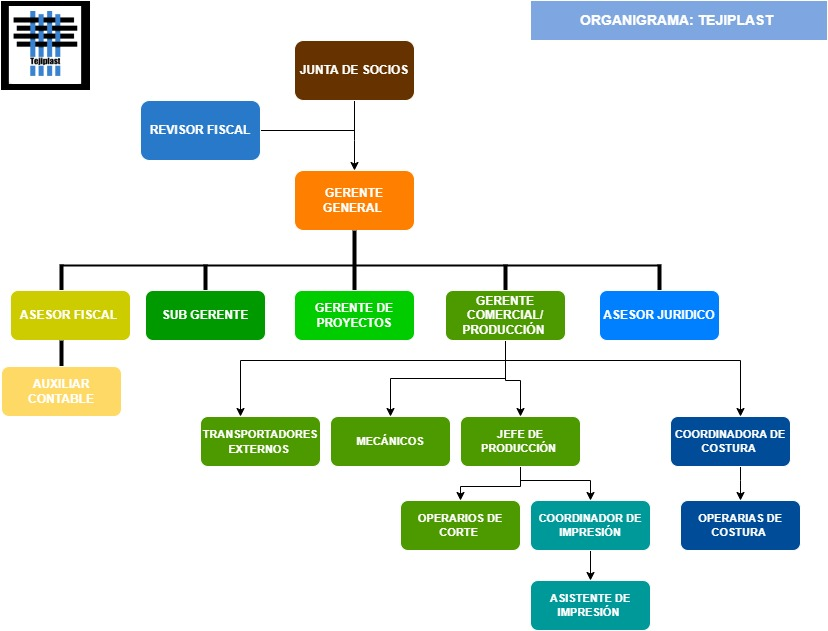 Tejiplast
ORGANIGRAMA: TEJIPLAST
JUNTA DE SOCIOS
REVISOR FISCAL
GERENTE
GENERAL
ASESOR FISCAL
SUB GERENTE
GERENTE DE
PROYECTOS
GERENTE
COMERCIAL/
PRODUCCIÓN
ASESOR JURIDICO
AUXILIAR
CONTABLE
TRANSPORTADORES
EXTERNOS
MECÁNICOS
JEFE DE
PRODUCCIÓN
COORDINADORA DE
COSTURA
OPERARIOS DE
CORTE
COORDINADOR DE
IMPRESIÓN
OPERARIAS DE
COSTURA
ASISTENTE DE
IMPRESIÓN